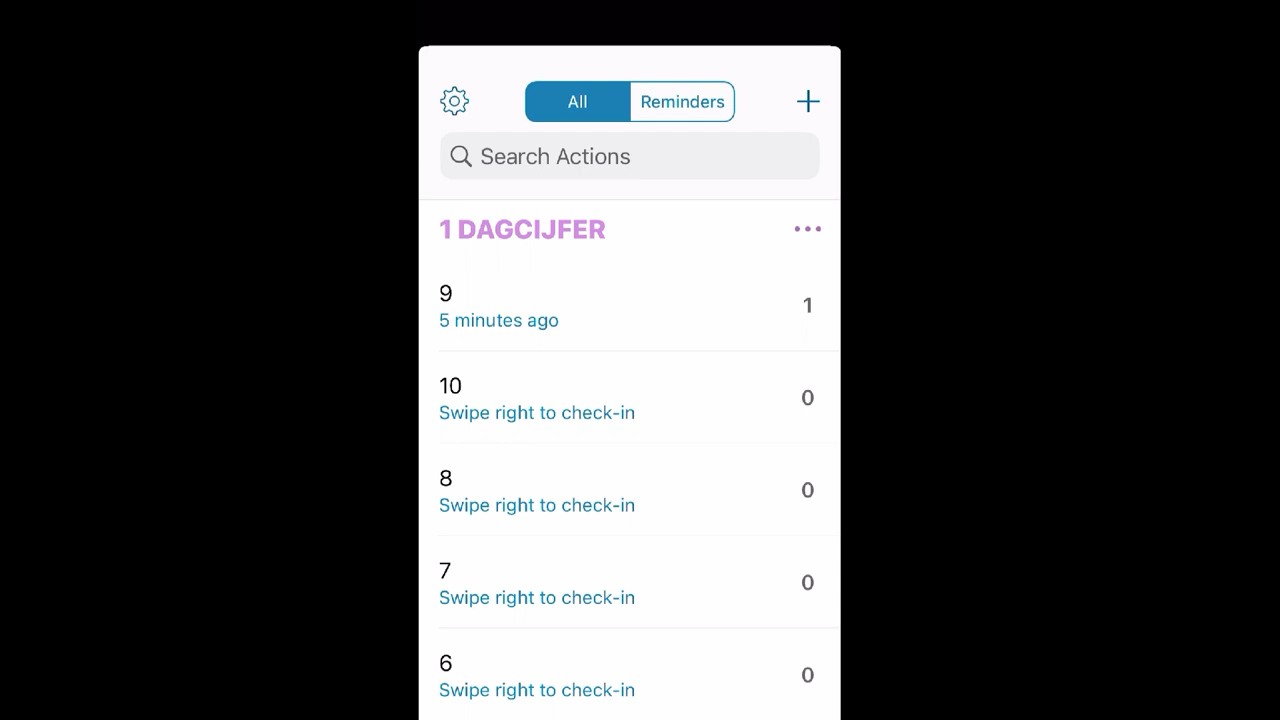 All
Reminders
Search Actions
1 DAGCIJFER
9
1
5 minutes ago
10
0
Swipe right to check-in
8
0
Swipe right to check-in
7
0
Swipe right to check-in
6
0
Swipe right to check-in